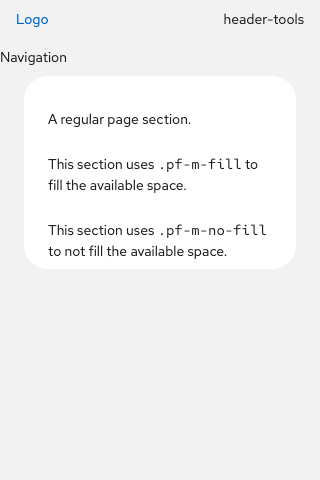 Logo
header-tools
Navigation
A regular page section.
This section uses .pf-m-fill to
fill the available space.
This section uses .pf-m-no-fill
to not fill the available space.